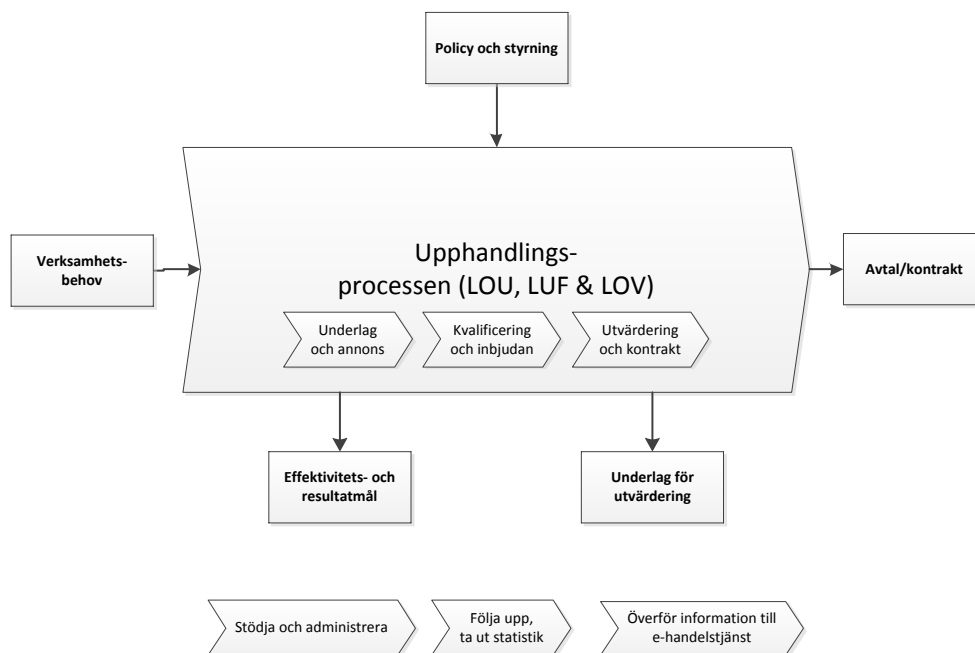 Policy och styrning
Verksamhets-
behov
Upphandlings-
processen (LOU, LUF & LOV)
Underlag
och annons
Kvalificering
och inbjudan
Utvärdering
och kontrakt
Avtal/kontrakt
Effektivitets- och
resultatmål
Underlag för
utvärdering
Stödja och administrera
Följa upp,
ta ut statistik
Överför information till
e-handelstjänst